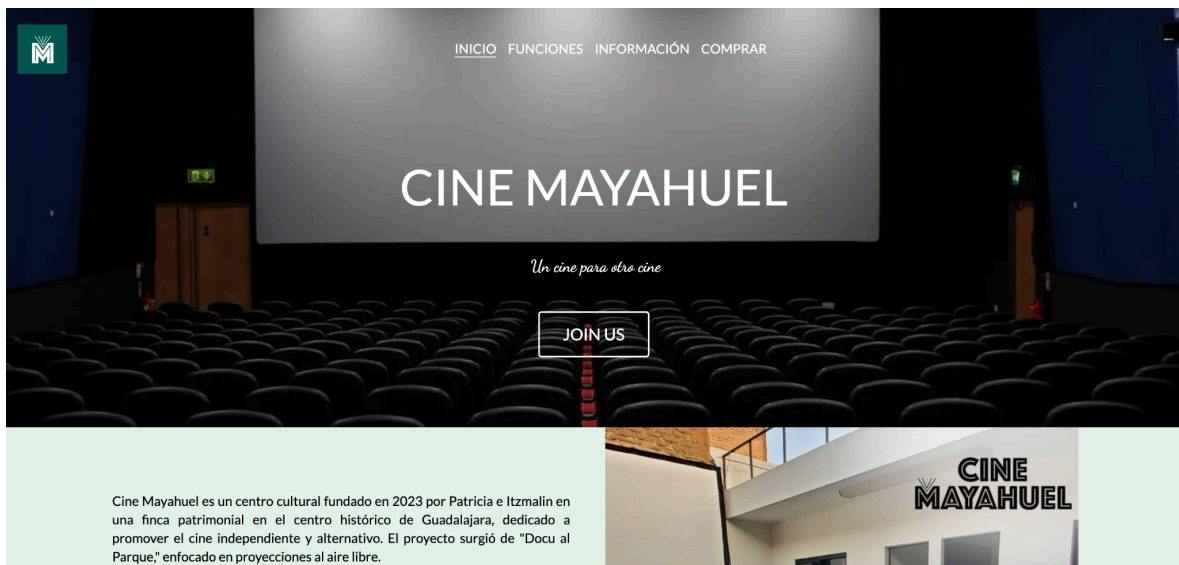 M
INICIO FUNCIONES INFORMACIÓN COMPRAR
CINE MAYAHUEL
Un cine para otro cine
JOIN US
Cine Mayahuel es un centro cultural fundado en 2023 por Patricia e Itzmalin en
una finca patrimonial en el centro histórico de Guadalajara, dedicado a
promover el cine independiente y alternativo. El proyecto surgió de "Docu al
Parque," enfocado en proyecciones al aire libre.
CINE
MAYAHUEL